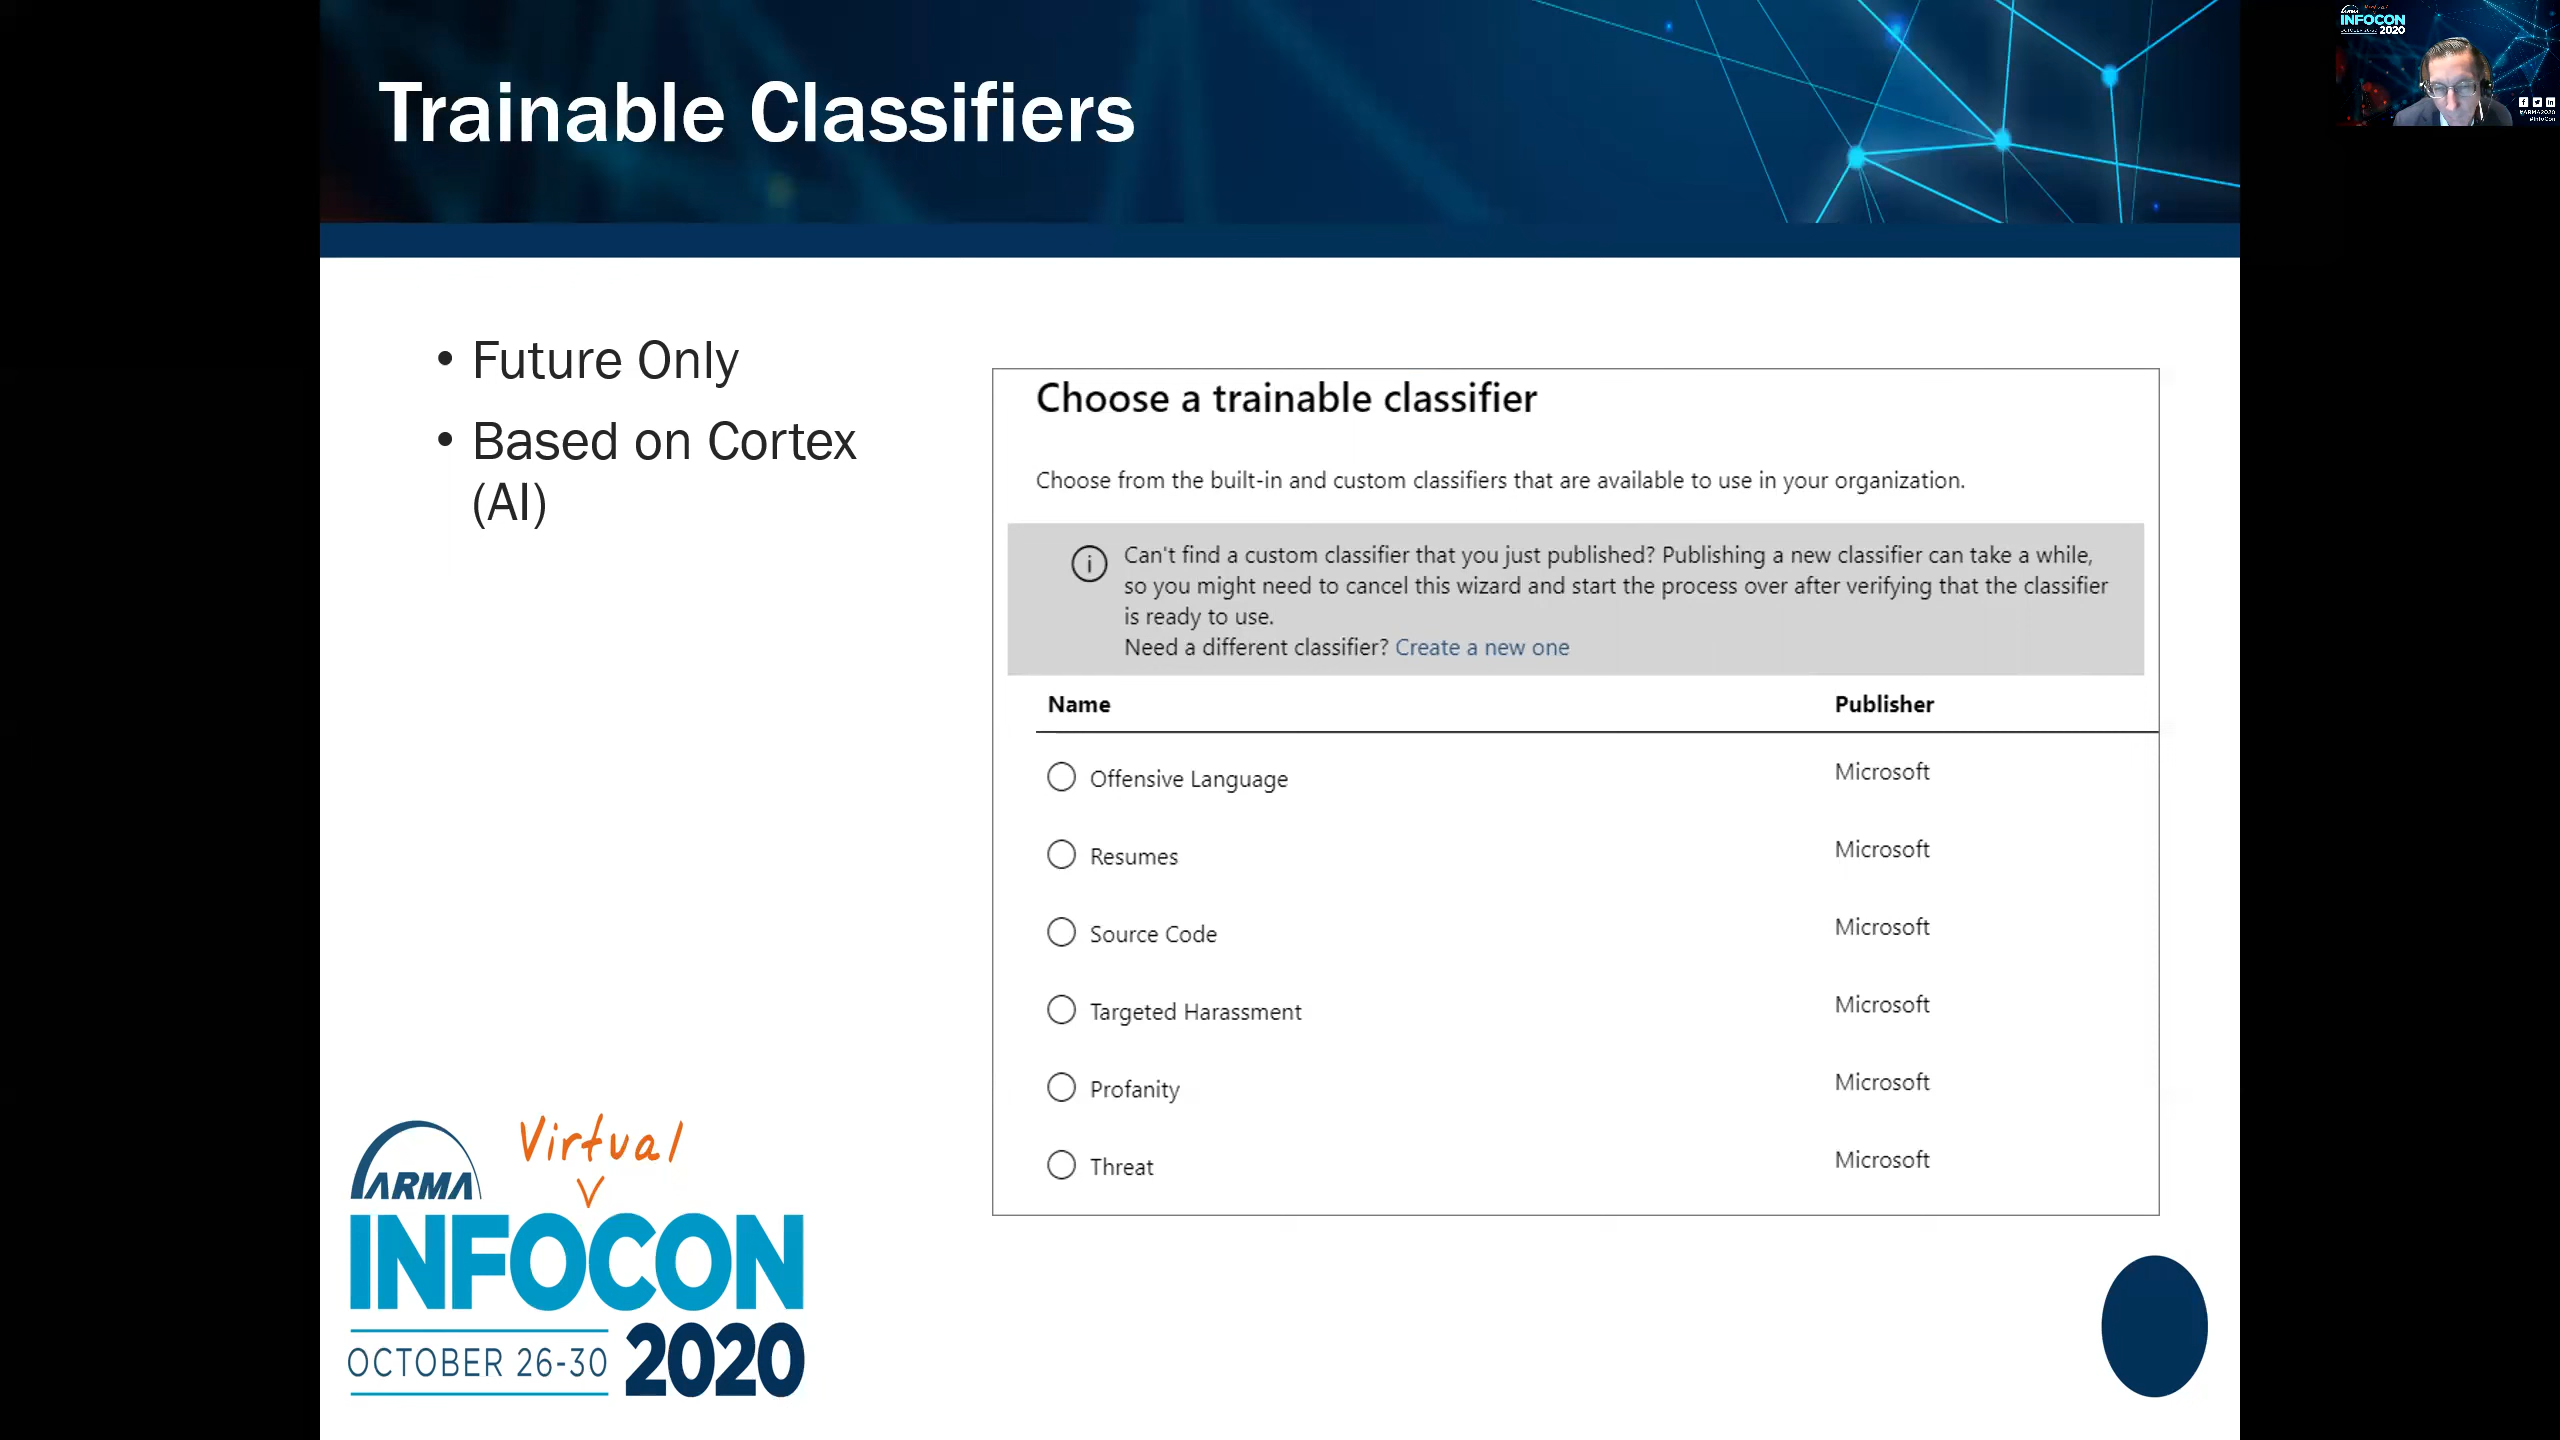 Trainable Classifiers
• Future Only
• Based on Cortex
(AI)
Choose a trainable classifier
Choose from the built-in and custom classifiers that are available to use in your organization.
Can't find a custom classifier that you just published? Publishing a new classifier can take a while,
so you might need to cancel this wizard and start the process over after verifying that the classifier
is ready to use.
Need a different classifier? Create a new one
Name Publisher
Offensive Language Microsoft
Resumes Microsoft
Source Code Microsoft
Targeted Harassment Microsoft
Profanity Microsoft
Threat Microsoft
ARMA
Virtual
INFOCON
OCTOBER 26-30 2020
Virtual
INFOCON
2020
#ARMA2020
#InfoCon